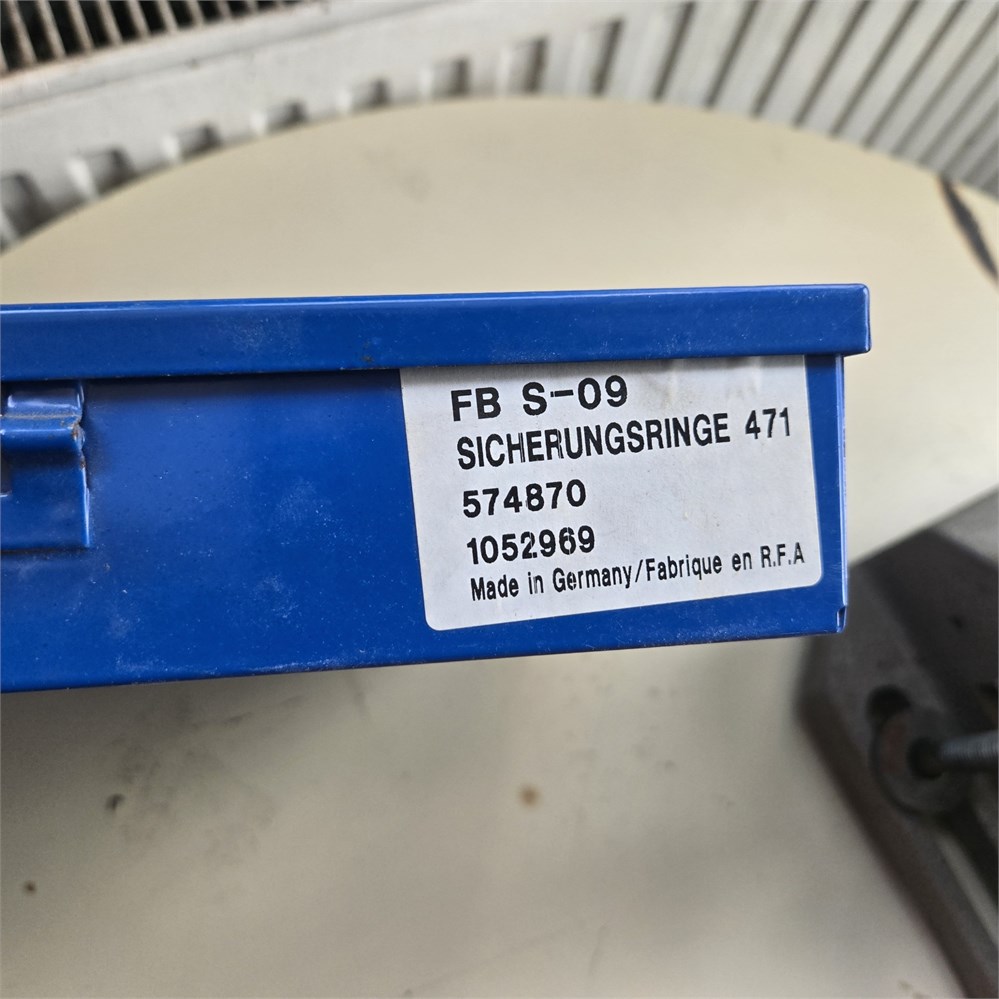 FB S-09
SICHERUNGSRINGE 471
574870
1052969
Made in Germany/Fabrique en R.F.A